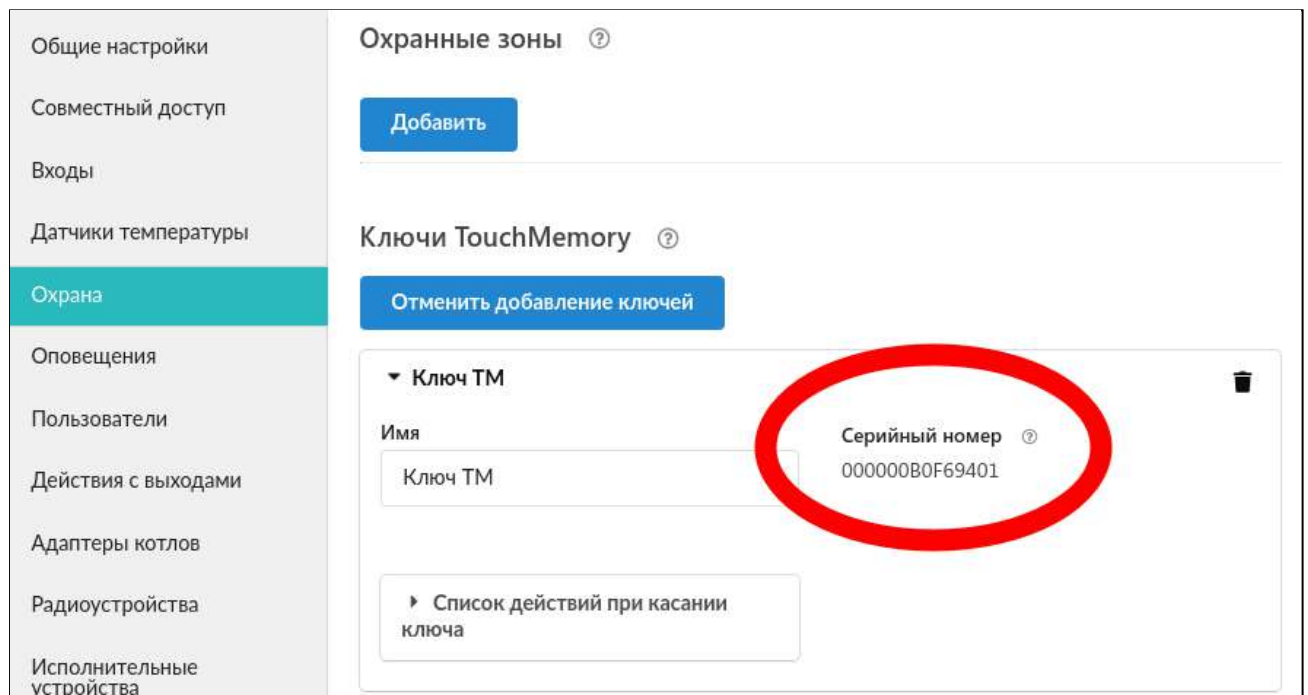 Общие настройки
Совместный доступ
Входы
Датчики температуры
Охрана
Оповещения
Пользователи
Действия с выходами
Адаптеры котлов
Радиоустройства
Исполнительные
устройства
Охранные зоны ?
Добавить
Ключи TouchMemory ?
Отменить добавление ключей
Ключ ТМ
Имя
Ключ ТМ
Серийный номер ?
000000B0F69401
Список действий при касании
ключа